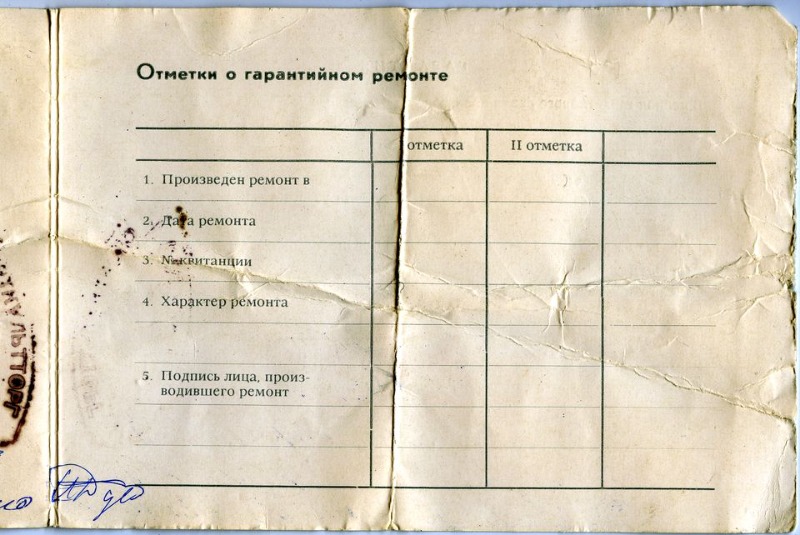 Отметки о гарантийном ремонте
отметка
II отметка
1. Произведен ремонт в
2. Дата ремонта
3. № квитанции
4. Характер ремонта
5. Подпись лица, произ-
водившего ремонт